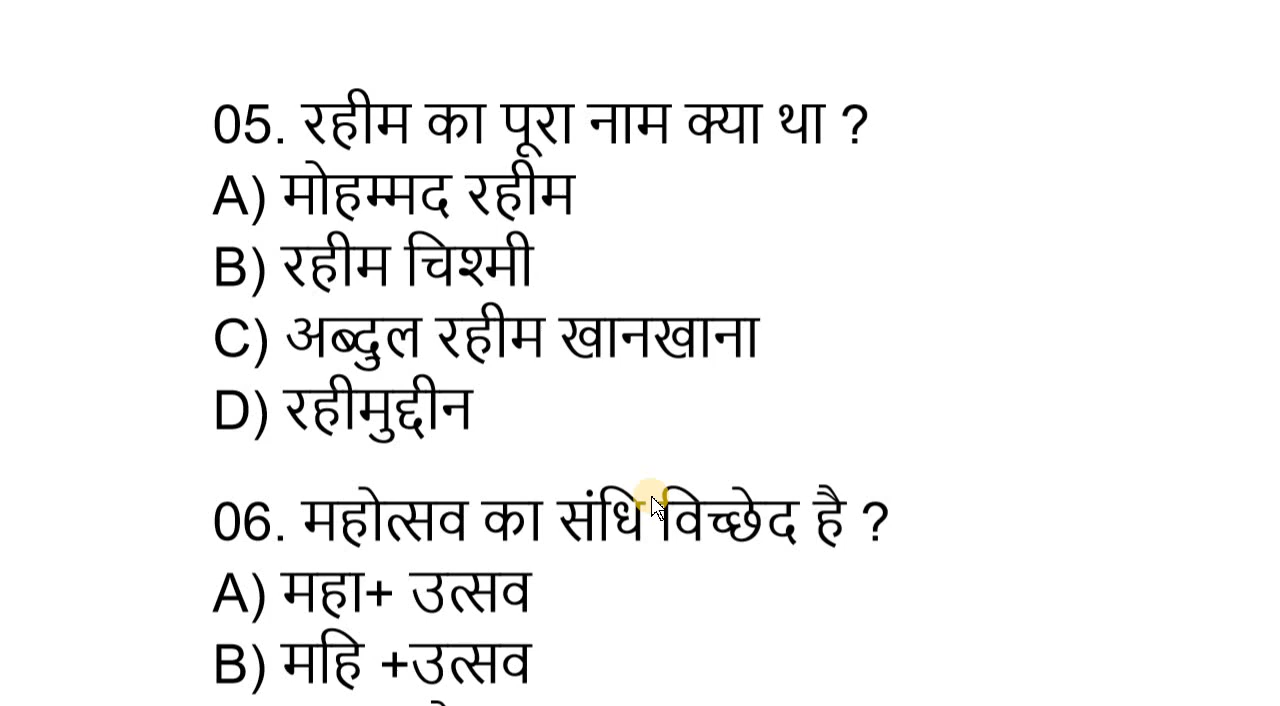 05. रहीम का पूरा नाम क्या था ?
A) मोहम्मद रहीम
B) रहीम चिश्मी
C) अब्दुल रहीम खानखाना
D) रहीमुद्दीन
06. महोत्सव का संधि विच्छेद है ?
A) महा+ उत्सव
B) महि +उत्सव